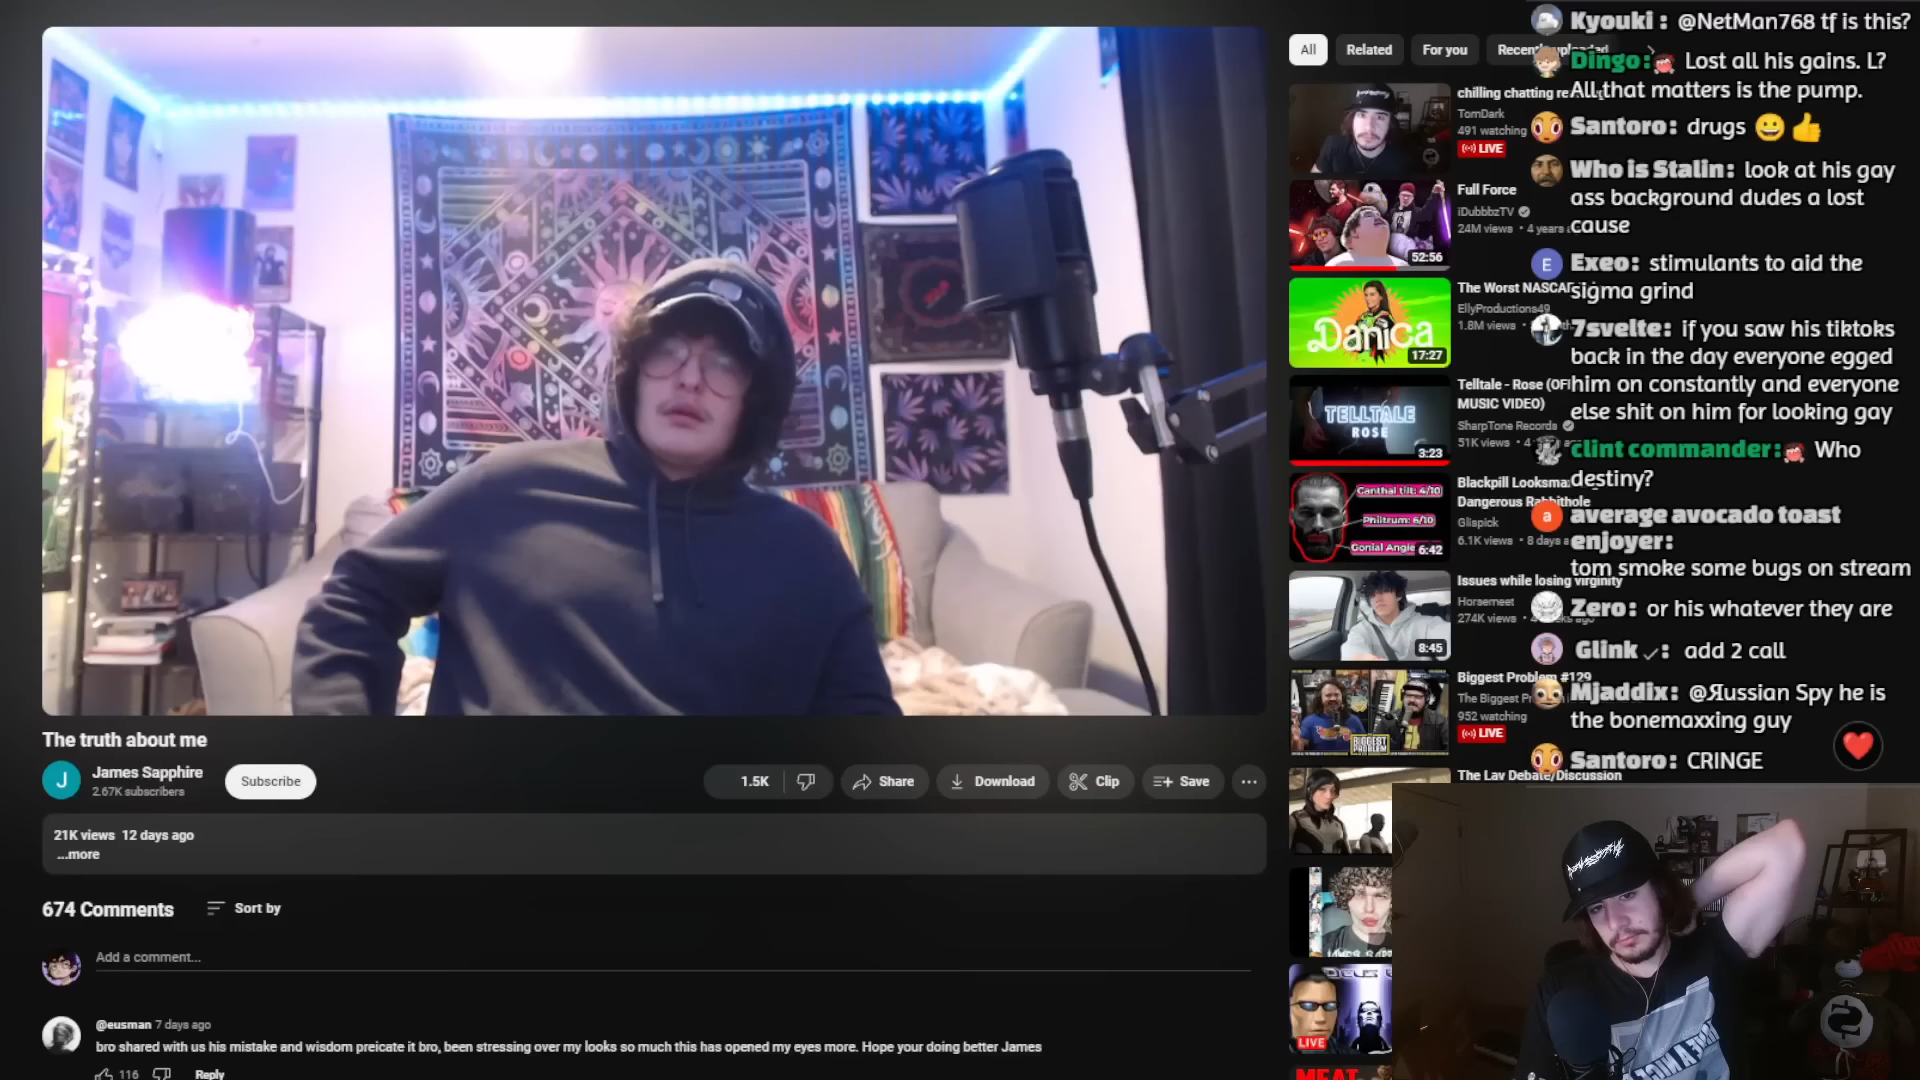 The truth about me
J
James Sapphire
2.67K subscribers
Subscribe
1.5K
Share
Download
Clip
Save
21K views 12 days ago
...more
674 Comments
Sort by
Add a comment...
@eusman 7 days ago
bro shared with us his mistake and wisdom preicate it bro, been stressing over my looks so much this has opened my eyes more. Hope your doing better James
116
Reply
All
Related
For you
Recently uploaded
chilling chatting
TomDark
491 watching
LIVE
Full Force
iDubbbzTV
24M views • 4 years
52:56
The Worst NASCAR
EllyProductions49
1.8M views
Danica
17:27
Telltale - Rose (OFF
MUSIC VIDEO)
SharpTone Records
51K views • 4
TELLTALE
ROSE
3:23
Blackpill Looksma
Dangerous Rabbithole
Glispick
6.1K views • 8 days a
Canthal tilt: 4/10
Philtrum: 6/10
Gonial Angle
6:42
Issues while losing virginity
Horsemeet
274K views
8:45
Biggest Problem #129
The Biggest Pr
952 watching
LIVE
BIGGEST
PROBLEM
The Lav Debate/Discussion
LIVE
MEAT
Kyouki : @NetMan768 tf is this?
Dingo: Lost all his gains. L?
All that matters is the pump.
Santoro: drugs 😀👍
Who is Stalin: look at his gay
ass background dudes a lost
cause
E
Exeo: stimulants to aid the
sigma grind
7svelte: if you saw his tiktoks
back in the day everyone egged
him on constantly and everyone
else shit on him for looking gay
clint commander: Who
destiny?
a
average avocado toast
enjoyer:
tom smoke some bugs on stream
Zero: or his whatever they are
Glink ✓: add 2 call
Mjaddix: @Яussian Spy he is
the bonemaxxing guy
Santoro: CRINGE